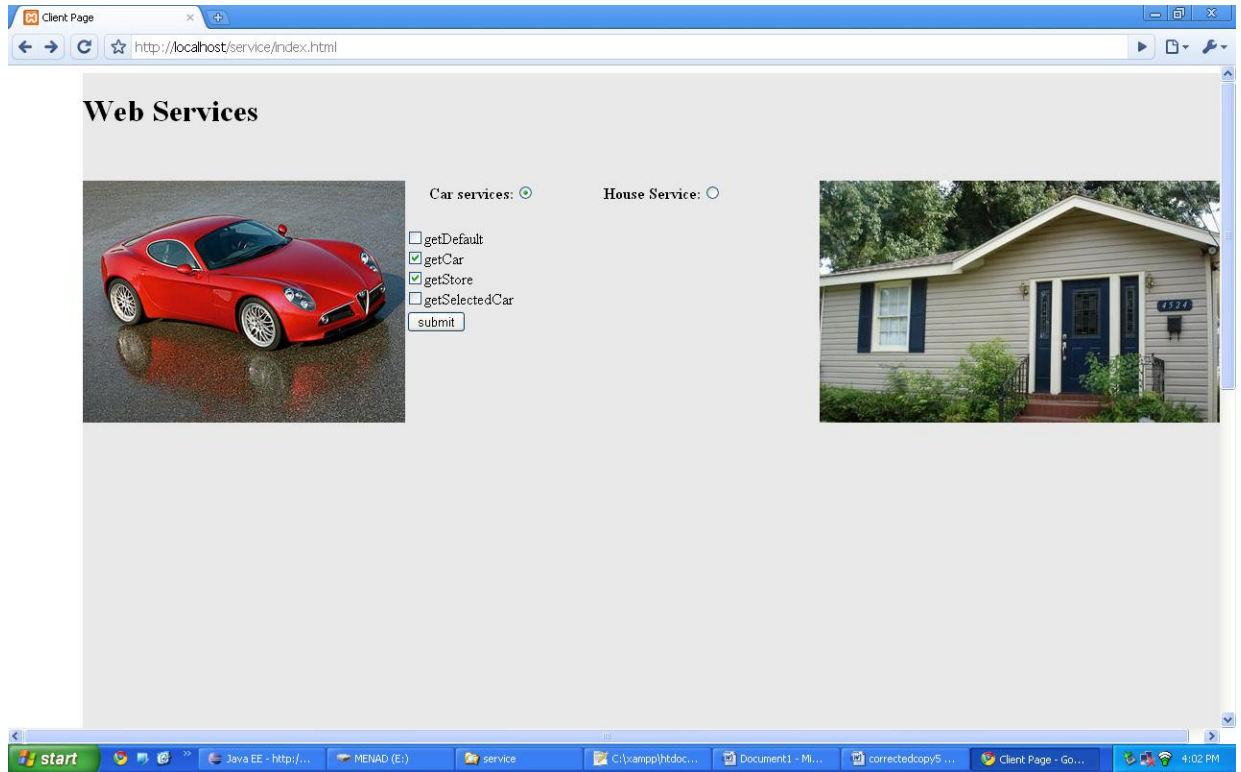 Client Page
http://localhost/service/index.html
Web Services
Car services:
House Service:
getDefault
getCar
getStore
getSelectedCar
submit
4524
start
Java EE - http:/...
MENAD (E:)
service
C:\xampp\htdoc...
Document1 - Mi...
correctedcopy5 ...
Client Page - Go...
4:02 PM